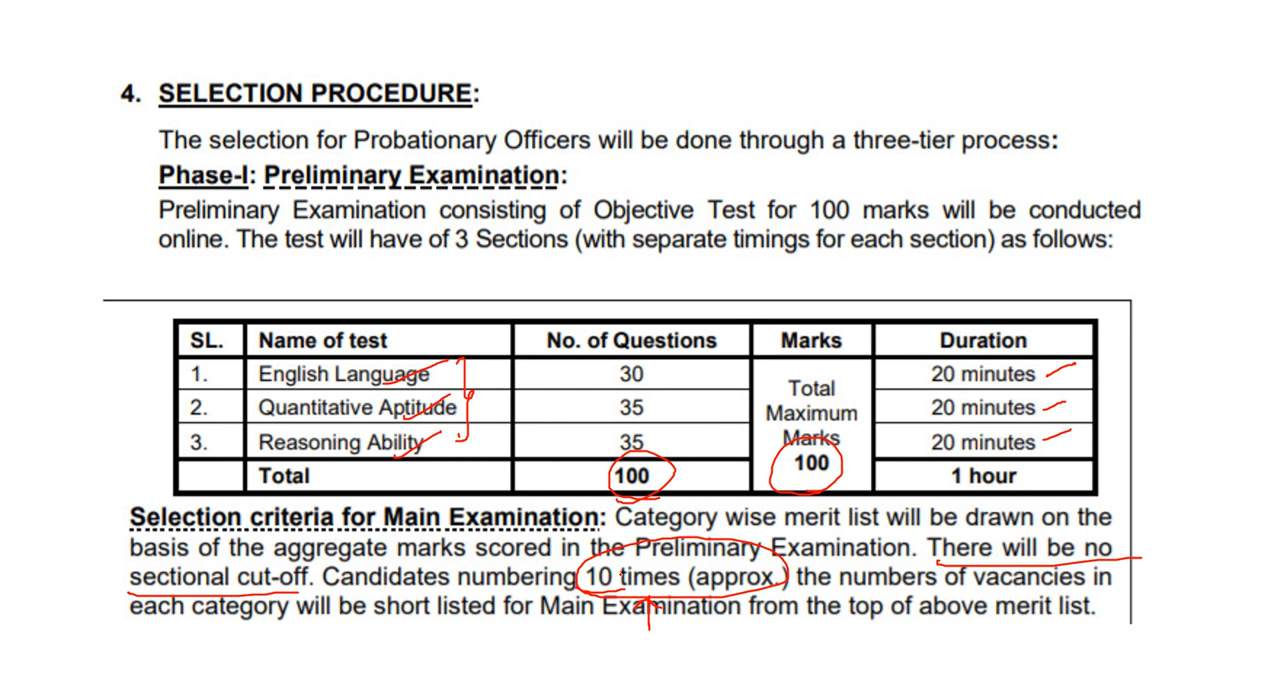 4. SELECTION PROCEDURE:
The selection for Probationary Officers will be done through a three-tier process:
Phase-I: Preliminary Examination:
Preliminary Examination consisting of Objective Test for 100 marks will be conducted
online. The test will have of 3 Sections (with separate timings for each section) as follows:
SL. Name of test No. of Questions Marks Duration
1. English Language 30 Total Maximum Marks 100 20 minutes
2. Quantitative Aptitude 35 20 minutes
3. Reasoning Ability 35 20 minutes
Total 100 1 hour
Selection criteria for Main Examination: Category wise merit list will be drawn on the
basis of the aggregate marks scored in the Preliminary Examination. There will be no
sectional cut-off. Candidates numbering 10 times (approx.) the numbers of vacancies in
each category will be short listed for Main Examination from the top of above merit list.